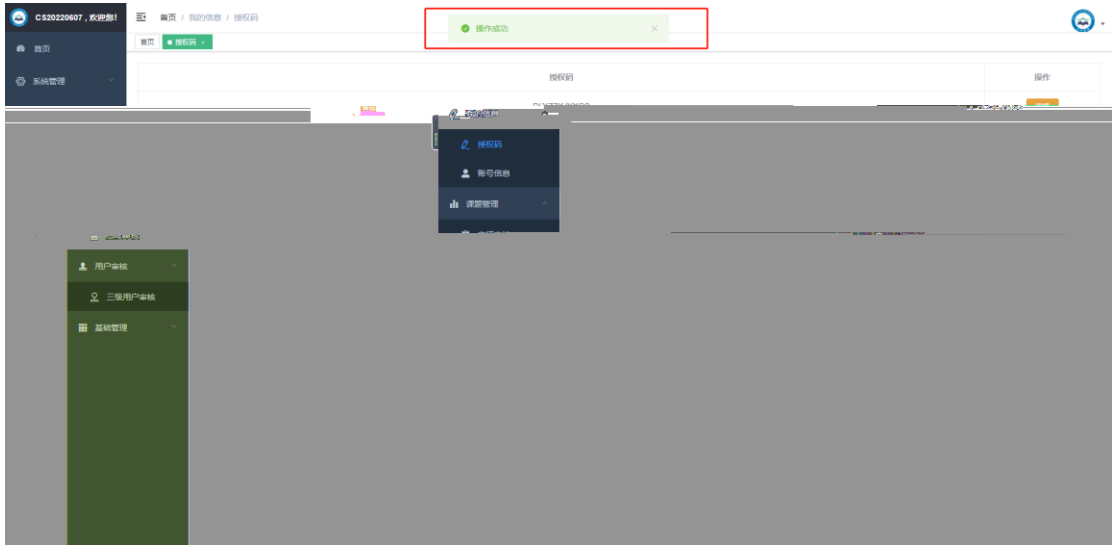 CS20220607，欢迎您!
首页 / 我的信息 / 授权码
操作成功
首页
授权码
首页
系统管理
授权码
操作
授权码
账号信息
课题管理
用户审核
三级用户审核
基础管理